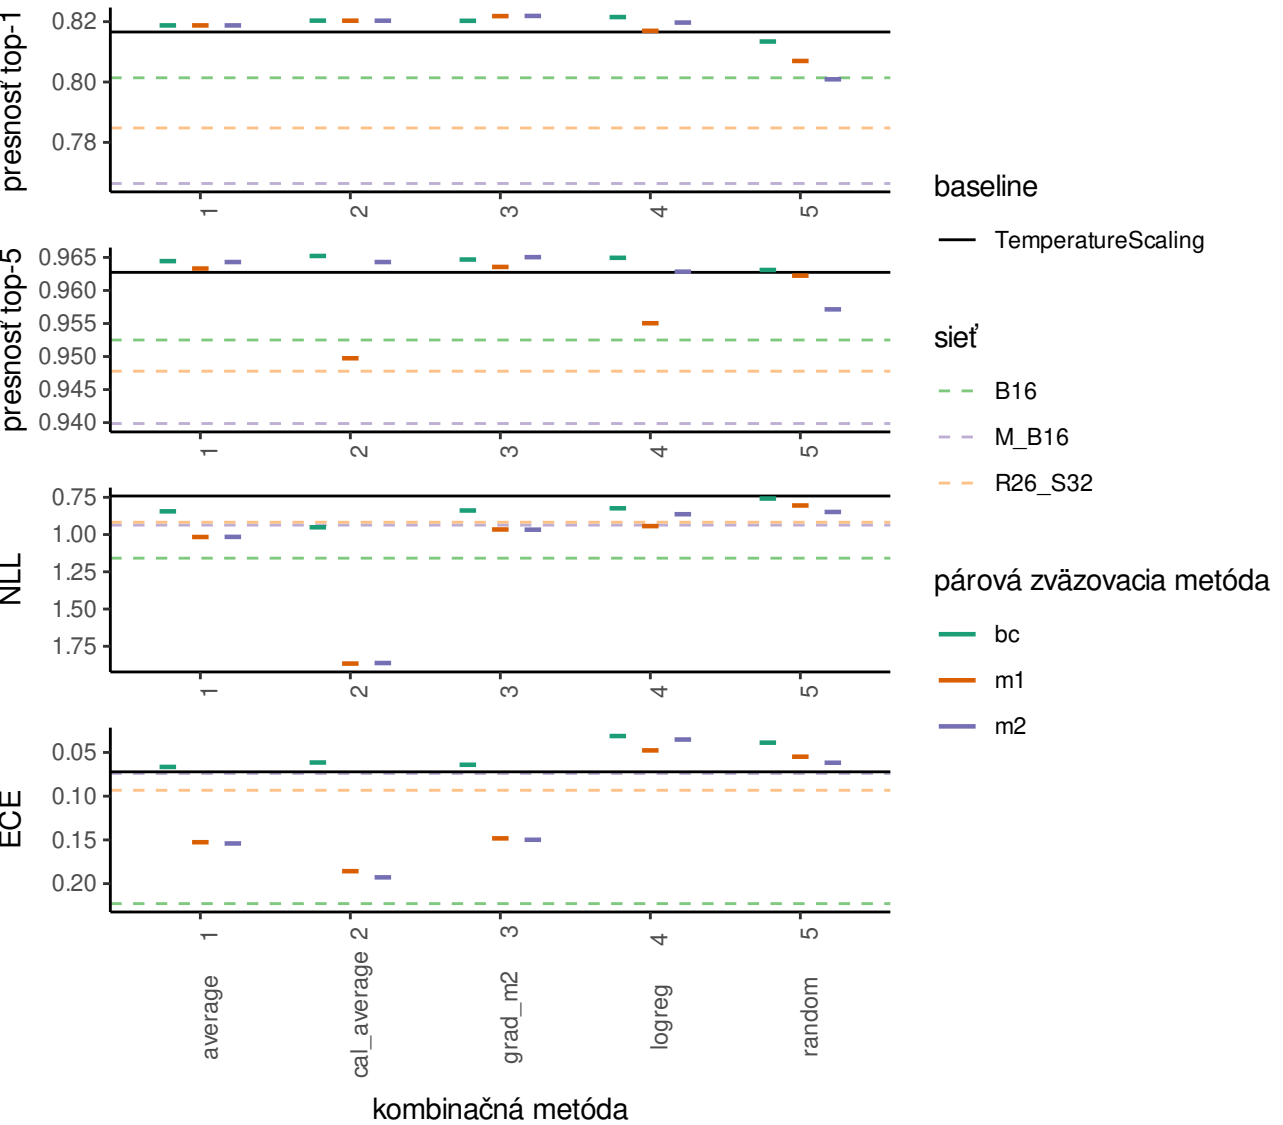 presnosť top-1
0.82
0.80
0.78
1
2
3
4
5
presnosť top-5
0.965
0.960
0.955
0.950
0.945
0.940
1
2
3
4
5
NLL
0.75
1.00
1.25
1.50
1.75
1
2
3
4
5
ECE
0.05
0.10
0.15
0.20
average 1
cal_average 2
grad_m2 3
logreg 4
random 5
kombinačná metóda
baseline
TemperatureScaling
sieť
B16
M_B16
R26_S32
párová zväzovacia metóda
bc
m1
m2